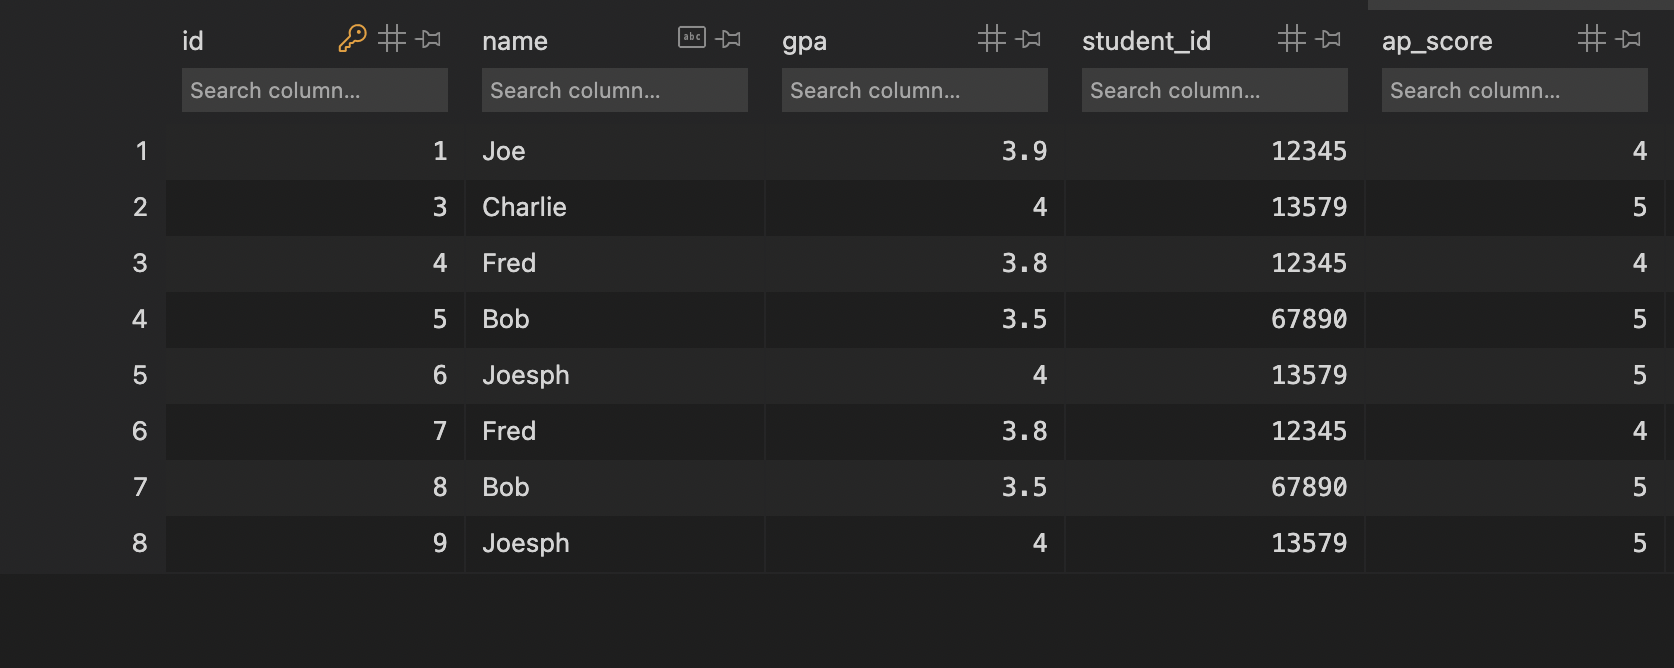 id name abc gpa student_id ap_score
Search column... Search column... Search column... Search column... Search column...
1 1 Joe 3.9 12345 4
2 3 Charlie 4 13579 5
3 4 Fred 3.8 12345 4
4 5 Bob 3.5 67890 5
5 6 Joesph 4 13579 5
6 7 Fred 3.8 12345 4
7 8 Bob 3.5 67890 5
8 9 Joesph 4 13579 5